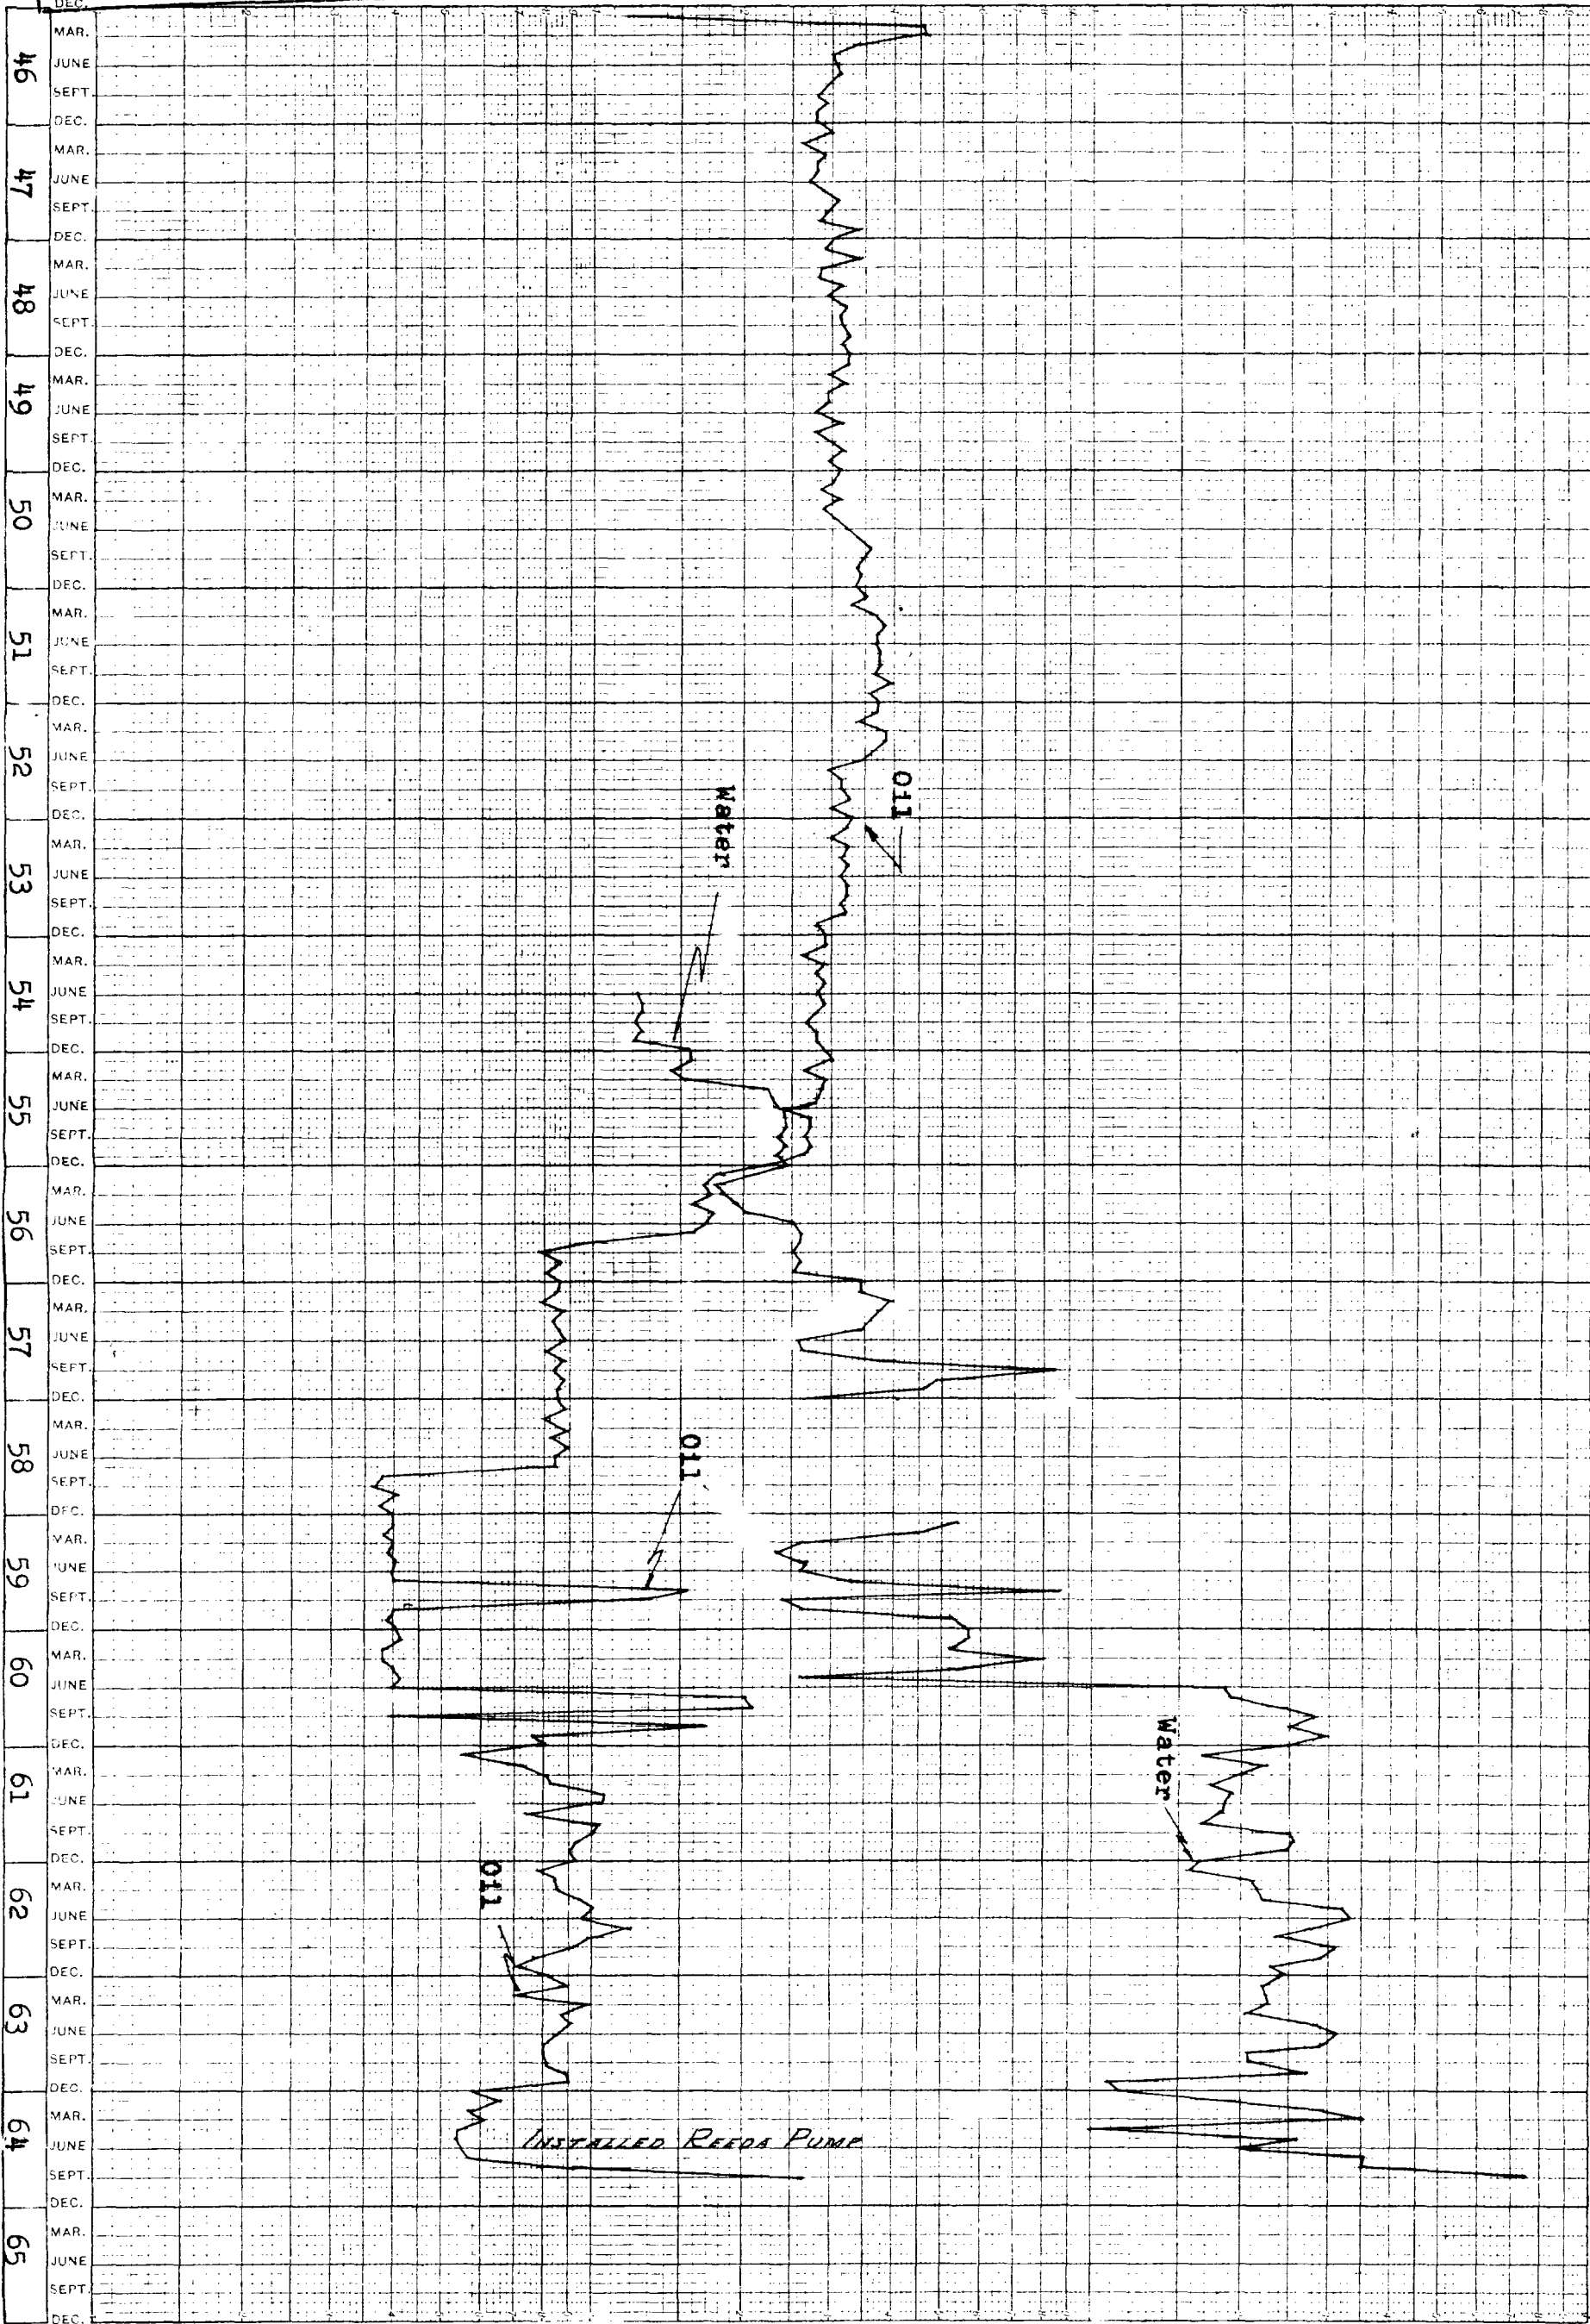 DEC.
46
MAR.
JUNE
SEPT.
DEC.
47
MAR.
JUNE
SEPT.
DEC.
48
MAR.
JUNE
SEPT.
DEC.
49
MAR.
JUNE
SEPT.
DEC.
50
MAR.
JUNE
SEPT.
DEC.
51
MAR.
JUNE
SEPT.
DEC.
52
MAR.
JUNE
SEPT.
DEC.
53
MAR.
JUNE
SEPT.
DEC.
54
MAR.
JUNE
SEPT.
DEC.
55
MAR.
JUNE
SEPT.
DEC.
56
MAR.
JUNE
SEPT.
DEC.
57
MAR.
JUNE
SEPT.
DEC.
58
MAR.
JUNE
SEPT.
DEC.
59
MAR.
JUNE
SEPT.
DEC.
60
MAR.
JUNE
SEPT.
DEC.
61
MAR.
JUNE
SEPT.
DEC.
62
MAR.
JUNE
SEPT.
DEC.
63
MAR.
JUNE
SEPT.
DEC.
64
MAR.
JUNE
SEPT.
DEC.
65
MAR.
JUNE
SEPT.
DEC.
Oil
Water
Oil
Water
Oil
INSTALLED REEDA PUMP